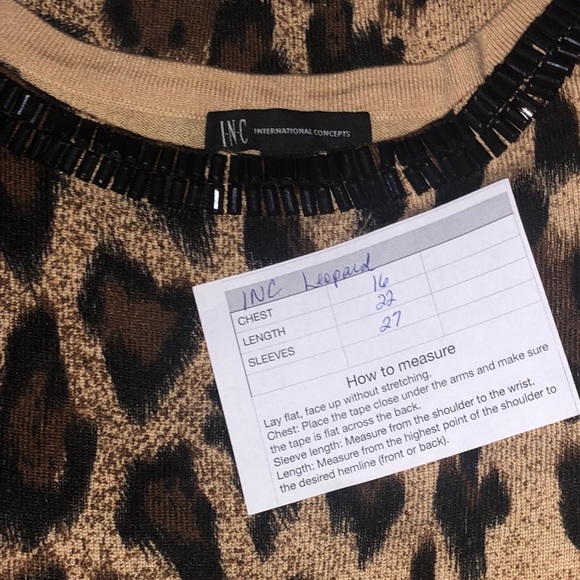 I·N·C INTERNATIONAL CONCEPTS
INC Leopard
CHEST 16
LENGTH 22
SLEEVES 27
How to measure
Lay flat, face up without stretching.
Chest: Place the tape close under the arms and make sure
the tape is flat across the back.
Sleeve length: Measure from the shoulder to the wrist.
Length: Measure from the highest point of the shoulder to
the desired hemline (front or back).